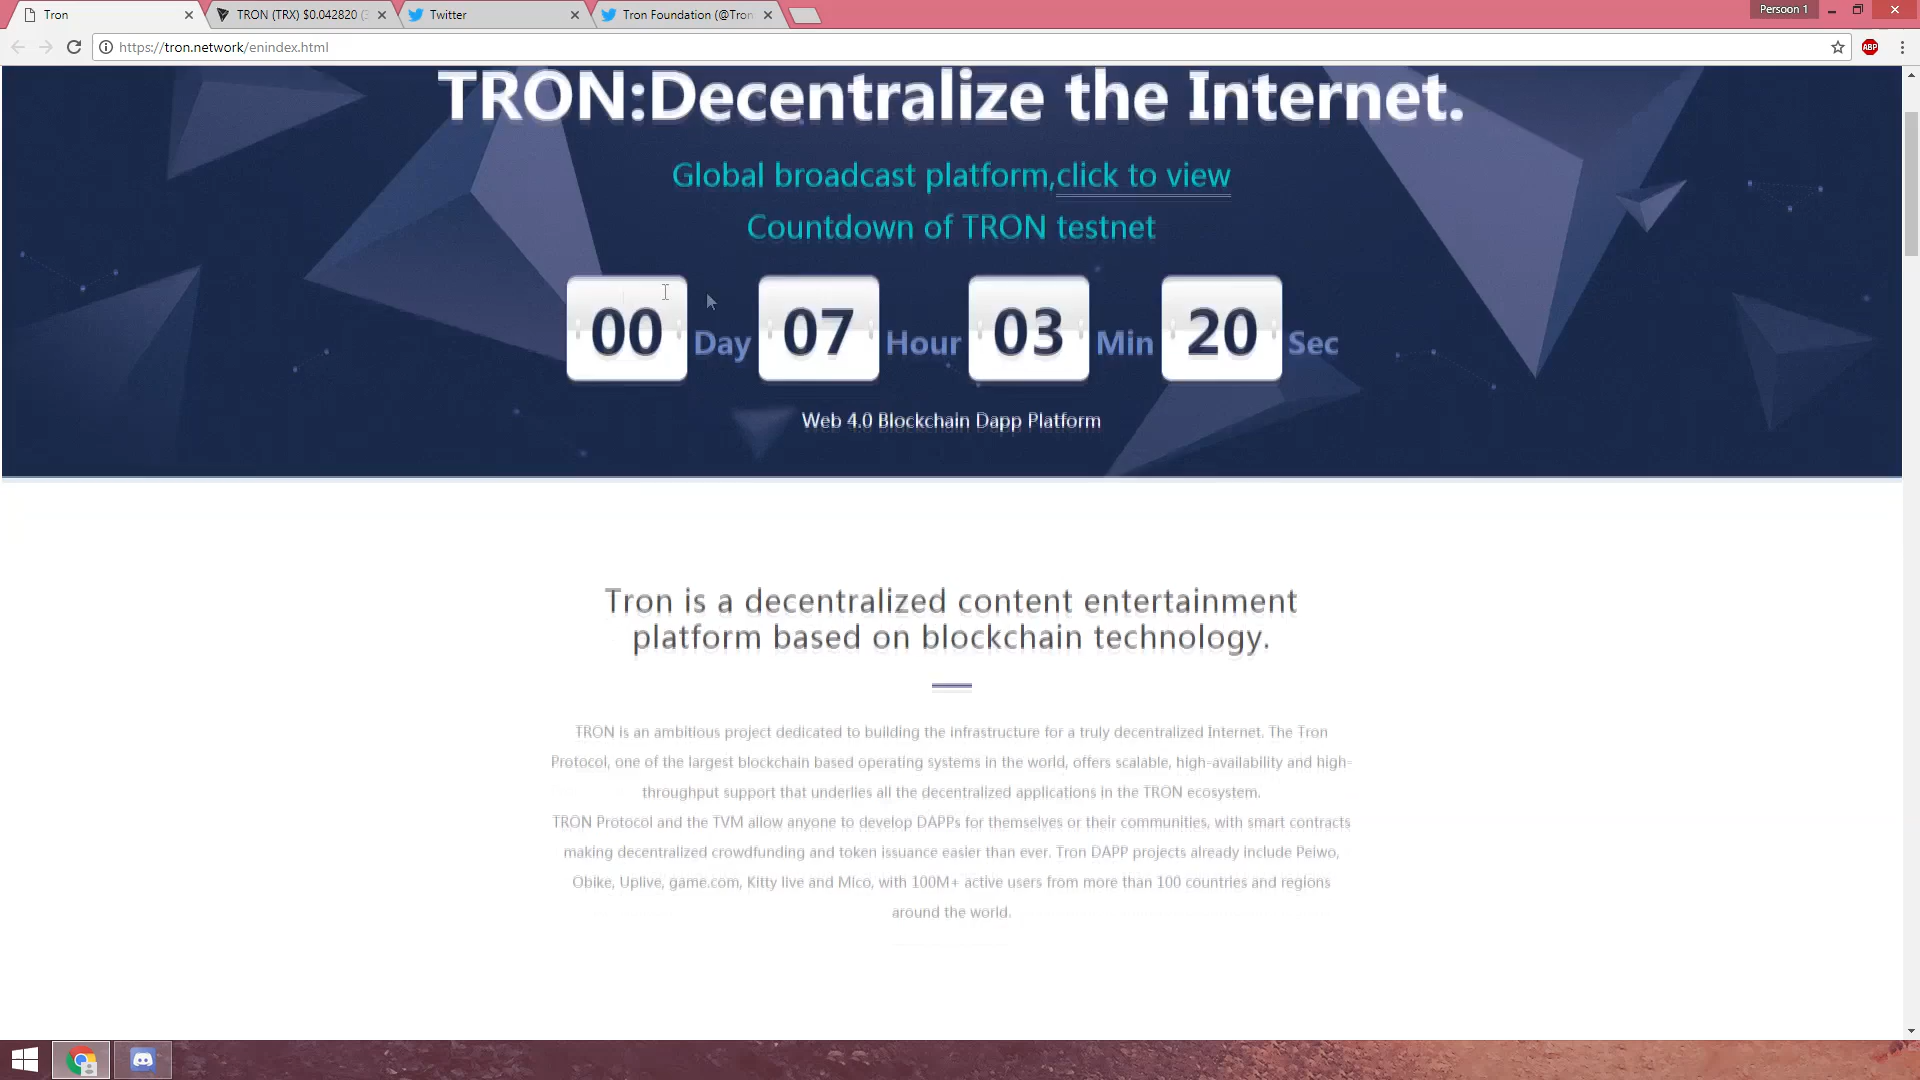 Tron
TRON (TRX) $0.042820 (
Twitter
Tron Foundation (@Tron
Persoon 1
https://tron.network/enindex.html
ABP
TRON:Decentralize the Internet.
Global broadcast platform,click to view
Countdown of TRON testnet
00 Day 07 Hour 03 Min 20 Sec
Web 4.0 Blockchain Dapp Platform
Tron is a decentralized content entertainment
platform based on blockchain technology.
TRON is an ambitious project dedicated to building the infrastructure for a truly decentralized Internet. The Tron
Protocol, one of the largest blockchain based operating systems in the world, offers scalable, high-availability and high-
throughput support that underlies all the decentralized applications in the TRON ecosystem.
TRON Protocol and the TVM allow anyone to develop DAPPs for themselves or their communities, with smart contracts
making decentralized crowdfunding and token issuance easier than ever. Tron DAPP projects already include Peiwo,
Obike, Uplive, game.com, Kitty live and Mico, with 100M+ active users from more than 100 countries and regions
around the world.